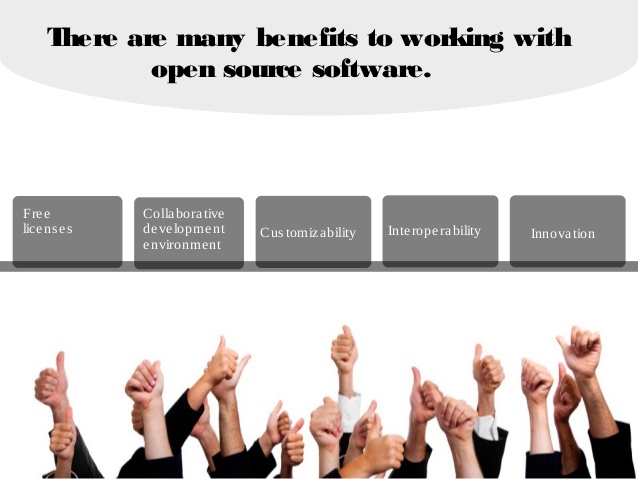 There are many benefits to working with
open source software.
Free
licenses
Collaborative
development
environment
Customizability
Interoperability
Innovation